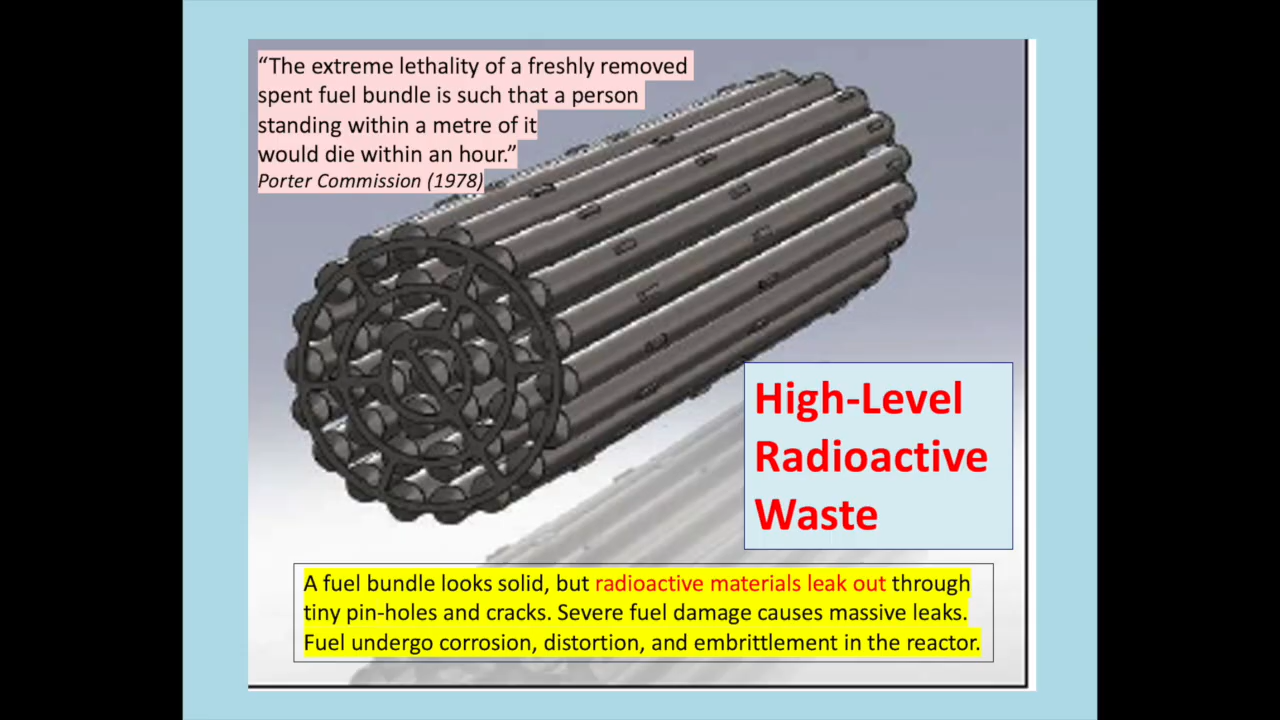 “The extreme lethality of a freshly removed
spent fuel bundle is such that a person
standing within a metre of it
would die within an hour.”
Porter Commission (1978)
High-Level
Radioactive
Waste
A fuel bundle looks solid, but radioactive materials leak out through
tiny pin-holes and cracks. Severe fuel damage causes massive leaks.
Fuel undergo corrosion, distortion, and embrittlement in the reactor.